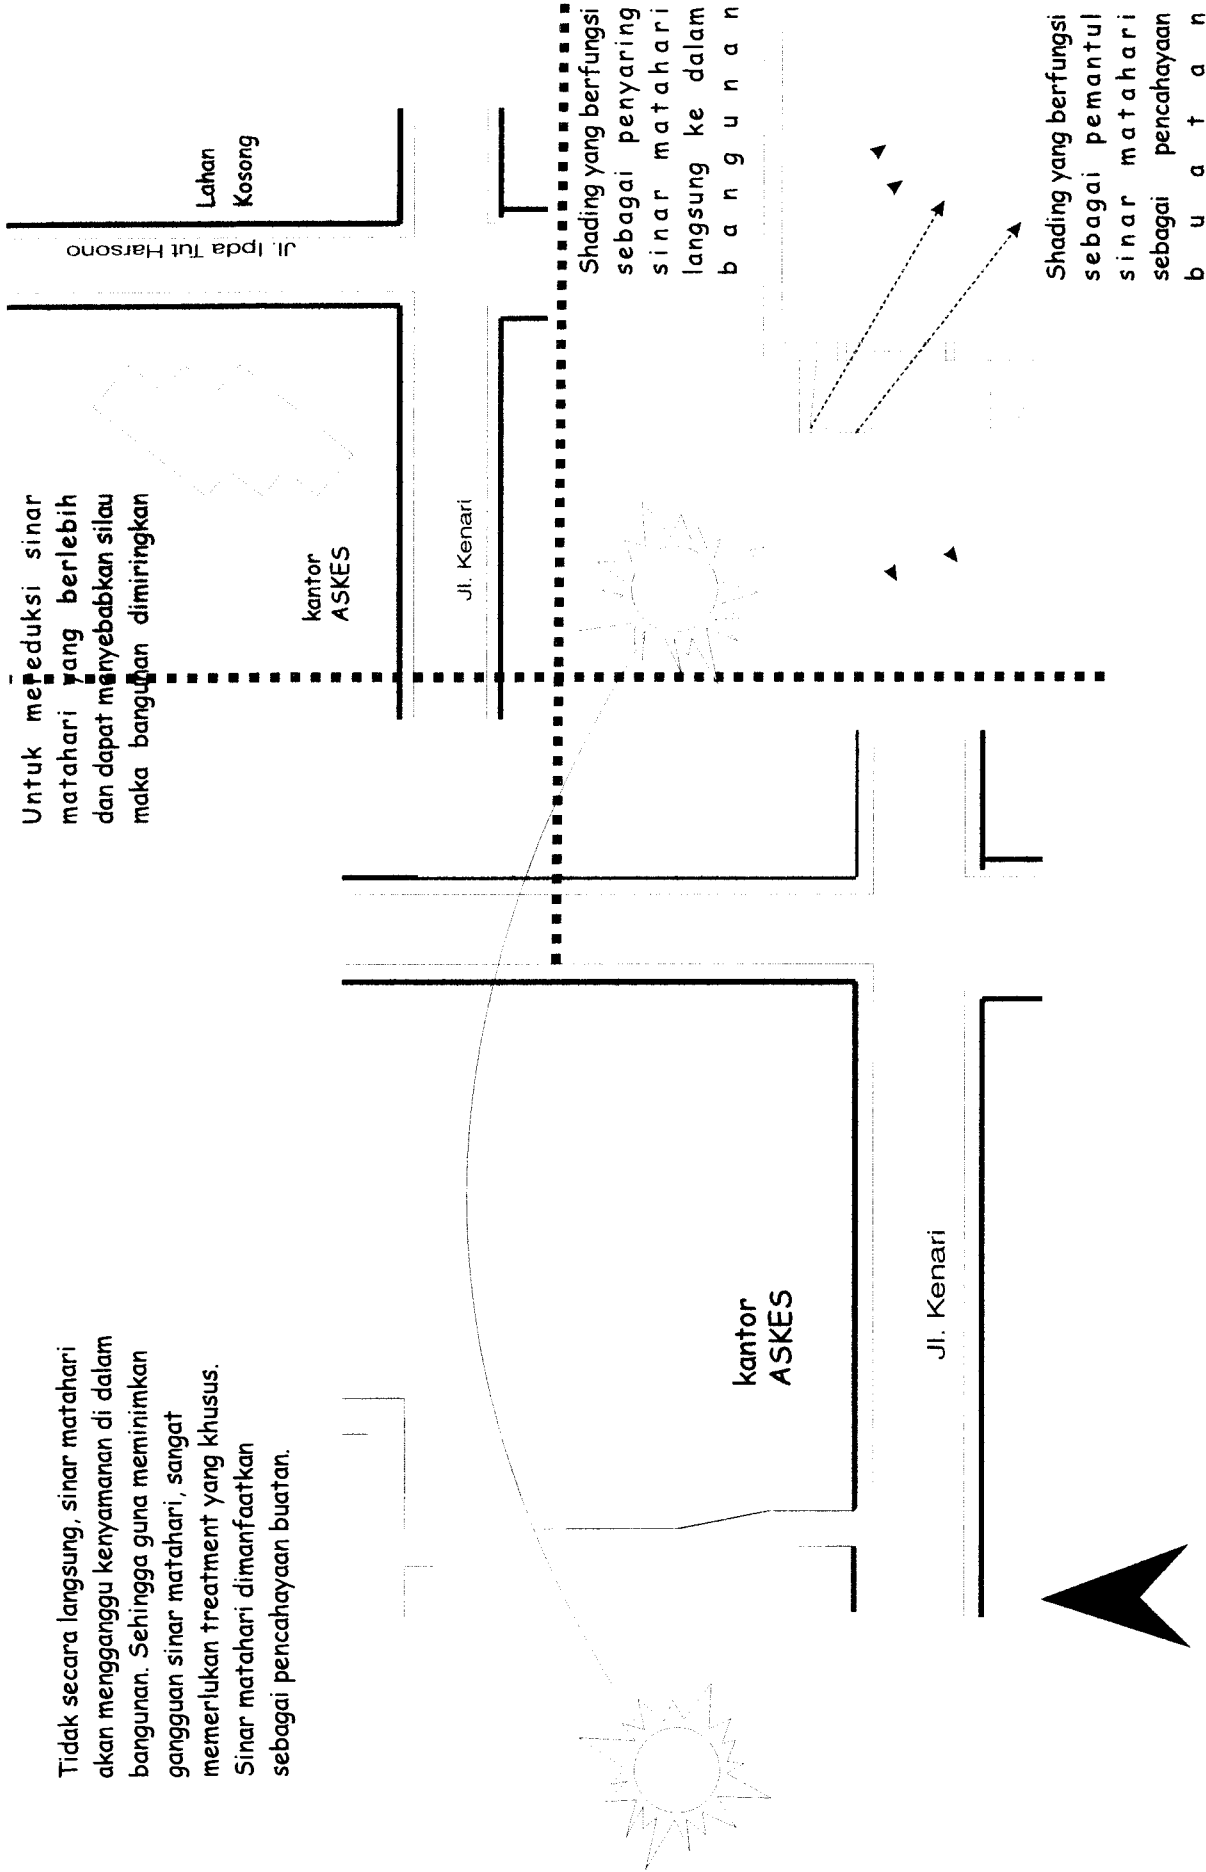 Tidak secara langsung, sinar matahari
akan mengganggu kenyamanan di dalam
bangunan. Sehingga guna meminimkan
gangguan sinar matahari, sangat
memerlukan treatment yang khusus.
Sinar matahari dimanfaatkan
sebagai pencahayaan buatan.
kantor
ASKES
Jl. Kenari
Untuk mereduksi sinar
matahari yang berlebih
dan dapat menyebabkan silau
maka bangunan dimiringkan
kantor
ASKES
Jl. Kenari
Jl. Ipda Tut Harsono
Lahan
Kosong
Shading yang berfungsi
sebagai penyaring
sinar matahari
langsung ke dalam
bangunan
Shading yang berfungsi
sebagai pemantul
sinar matahari
sebagai pencahayaan
buatan